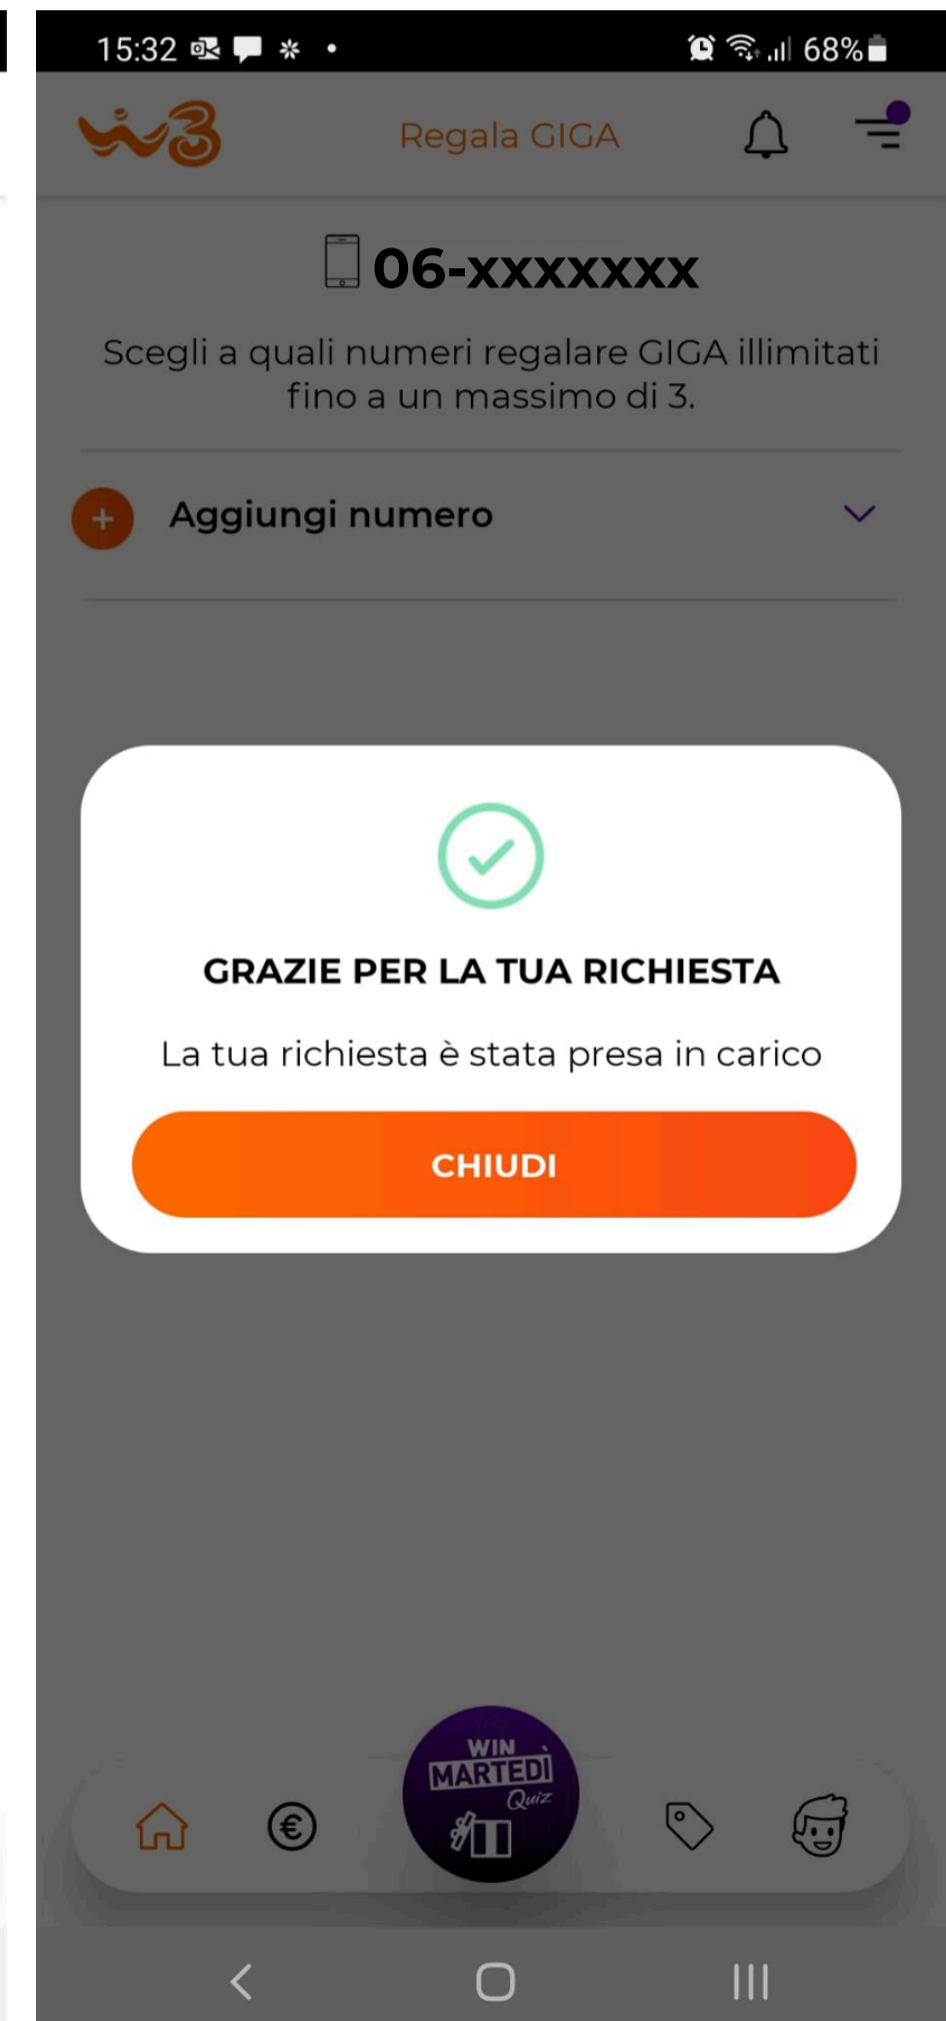 15:32
68%
W3
Regala GIGA
06-xxxxxxx
Scegli a quali numeri regalare GIGA illimitati
fino a un massimo di 3.
Aggiungi numero
GRAZIE PER LA TUA RICHIESTA
La tua richiesta è stata presa in carico
CHIUDI
WIN
MARTEDÌ
Quiz